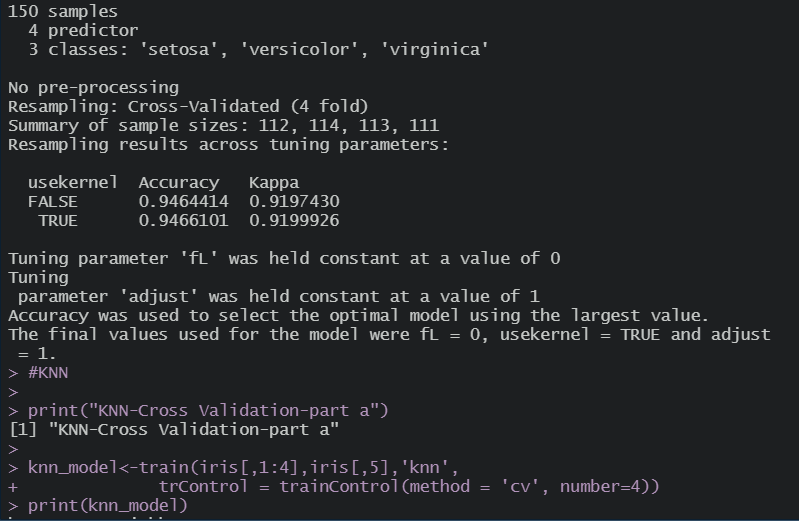 150 samples
  4 predictor
  3 classes: 'setosa', 'versicolor', 'virginica'

No pre-processing
Resampling: Cross-Validated (4 fold)
Summary of sample sizes: 112, 114, 113, 111
Resampling results across tuning parameters:

  usekernel  Accuracy   Kappa
  FALSE      0.9464414  0.9197430
   TRUE      0.9466101  0.9199926

Tuning parameter 'fL' was held constant at a value of 0
Tuning
 parameter 'adjust' was held constant at a value of 1
Accuracy was used to select the optimal model using the largest value.
The final values used for the model were fL = 0, usekernel = TRUE and adjust
 = 1.
> #KNN
>
> print("KNN-Cross Validation-part a")
[1] "KNN-Cross Validation-part a"
>
> knn_model<-train(iris[,1:4],iris[,5],'knn',
+              trControl = trainControl(method = 'cv', number=4))
> print(knn_model)